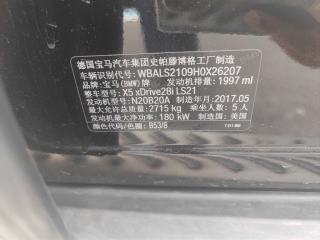 德国宝马汽车集团史帕滕博格工厂制造
车辆识别代号: WBALS2109H0X26207
品牌: 宝马(BMW)牌 发动机排量: 1997 ml
整车型号: X5 xDrive28i LS21
发动机型号: N20B20A 制造年月: 2017.05
最大允许总质量: 2715 kg 乘坐人数: 5 人
发动机最大净功率: 180 kW 制造国: 美国
颜色代码/色圈: B53/B